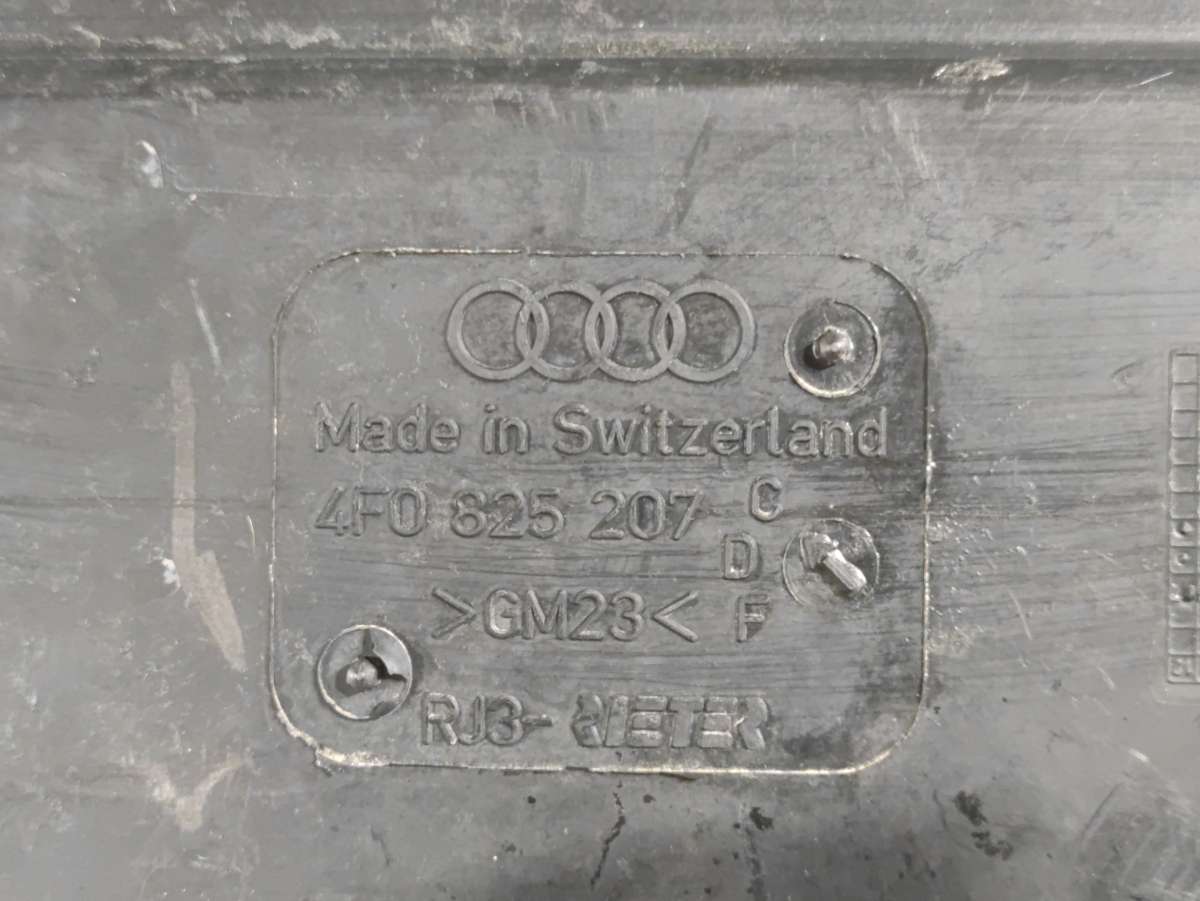 Made in Switzerland
4F0 825 207 C
D
>GM23< F
RJ3-RIETER